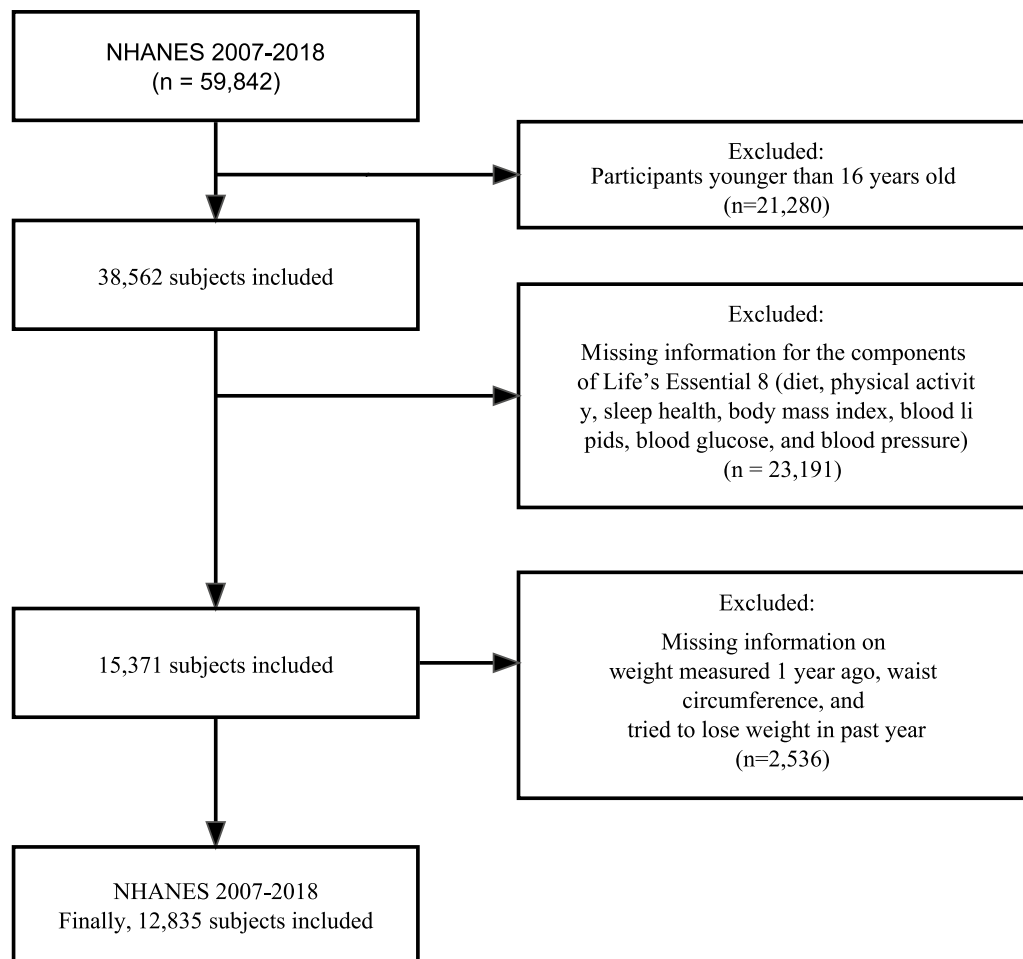 NHANES 2007-2018
(n = 59,842)
Excluded:
Participants younger than 16 years old
(n=21,280)
38,562 subjects included
Excluded:
Missing information for the components
of Life's Essential 8 (diet, physical activit
y, sleep health, body mass index, blood li
pids, blood glucose, and blood pressure)
(n = 23,191)
15,371 subjects included
Excluded:
Missing information on
weight measured 1 year ago, waist
circumference, and
tried to lose weight in past year
(n=2,536)
NHANES 2007-2018
Finally, 12,835 subjects included